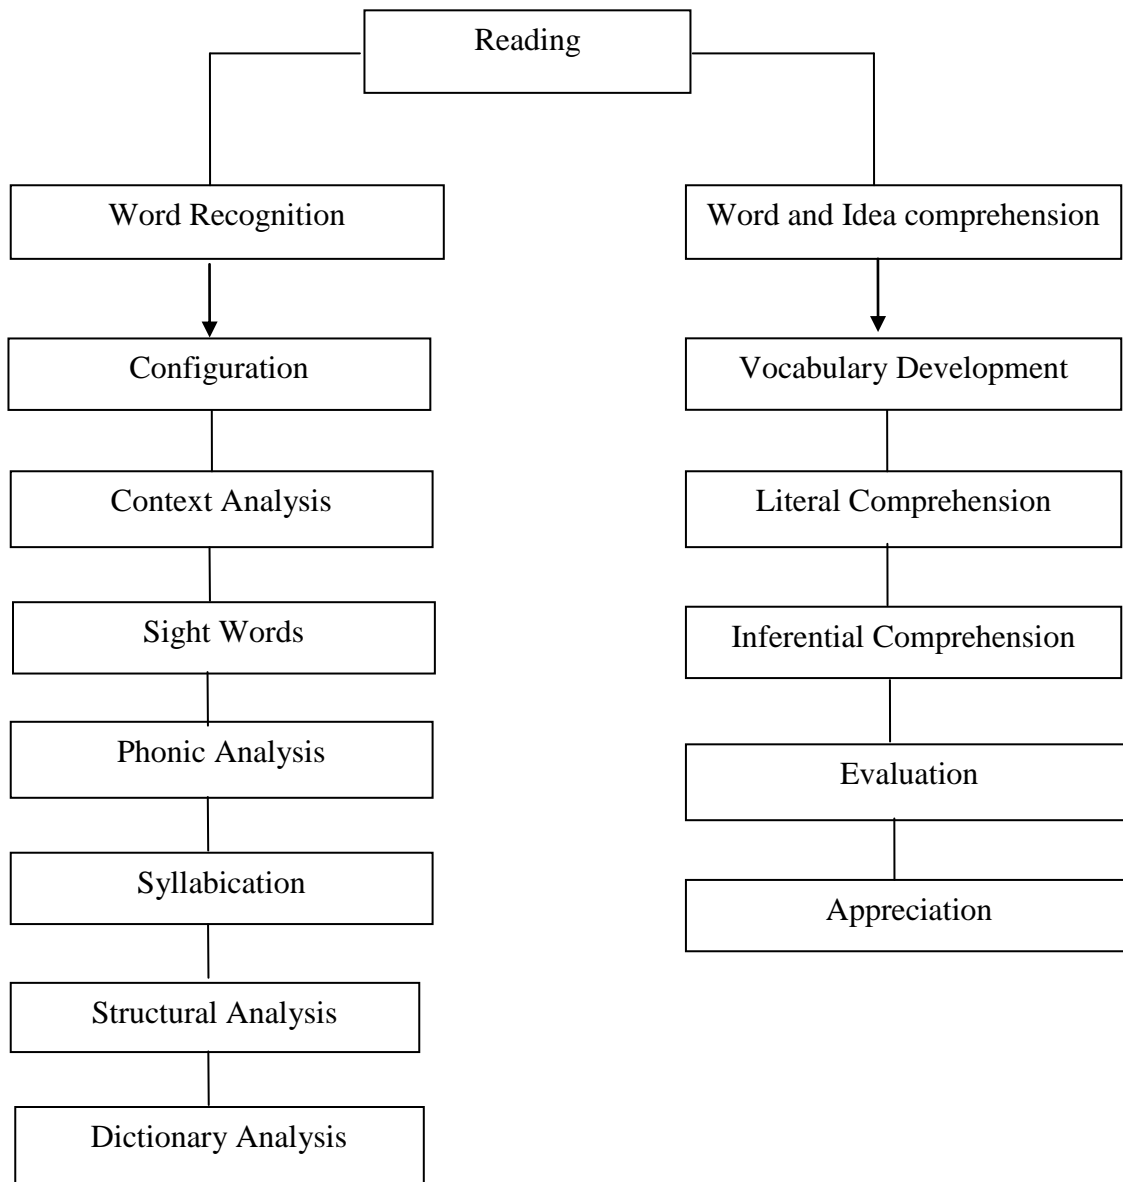 Reading
Word Recognition
Word and Idea comprehension
Configuration
Vocabulary Development
Context Analysis
Literal Comprehension
Sight Words
Inferential Comprehension
Phonic Analysis
Evaluation
Syllabication
Appreciation
Structural Analysis
Dictionary Analysis